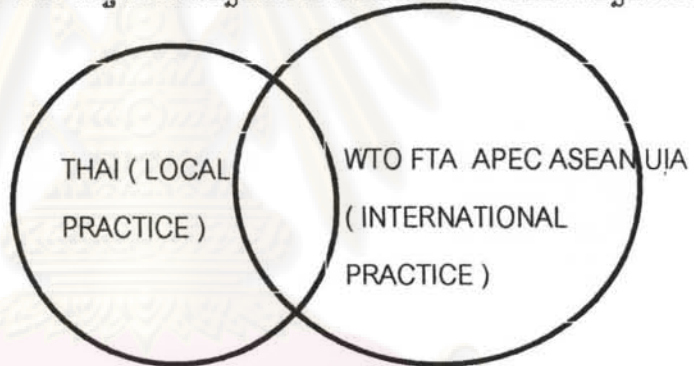 THAI ( LOCAL
PRACTICE )
WTO FTA APEC ASEAN UIA
( INTERNATIONAL
PRACTICE )